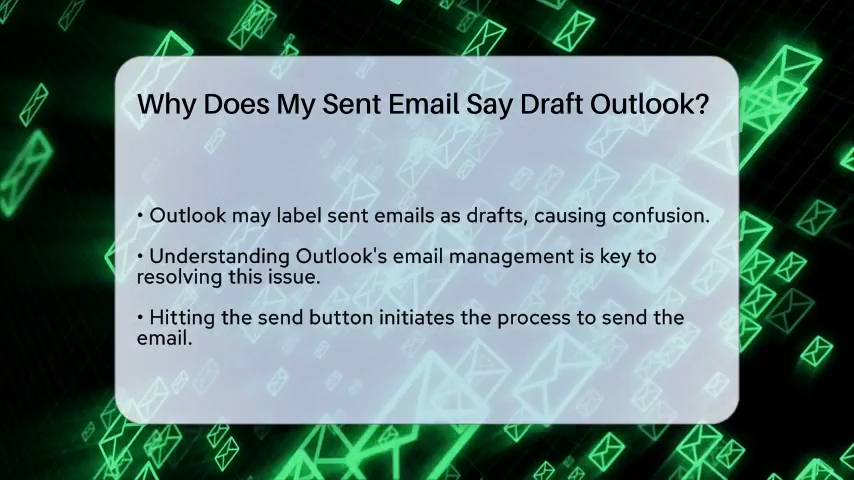 Why Does My Sent Email Say Draft Outlook?
• Outlook may label sent emails as drafts, causing confusion.
• Understanding Outlook's email management is key to
resolving this issue.
• Hitting the send button initiates the process to send the
email.